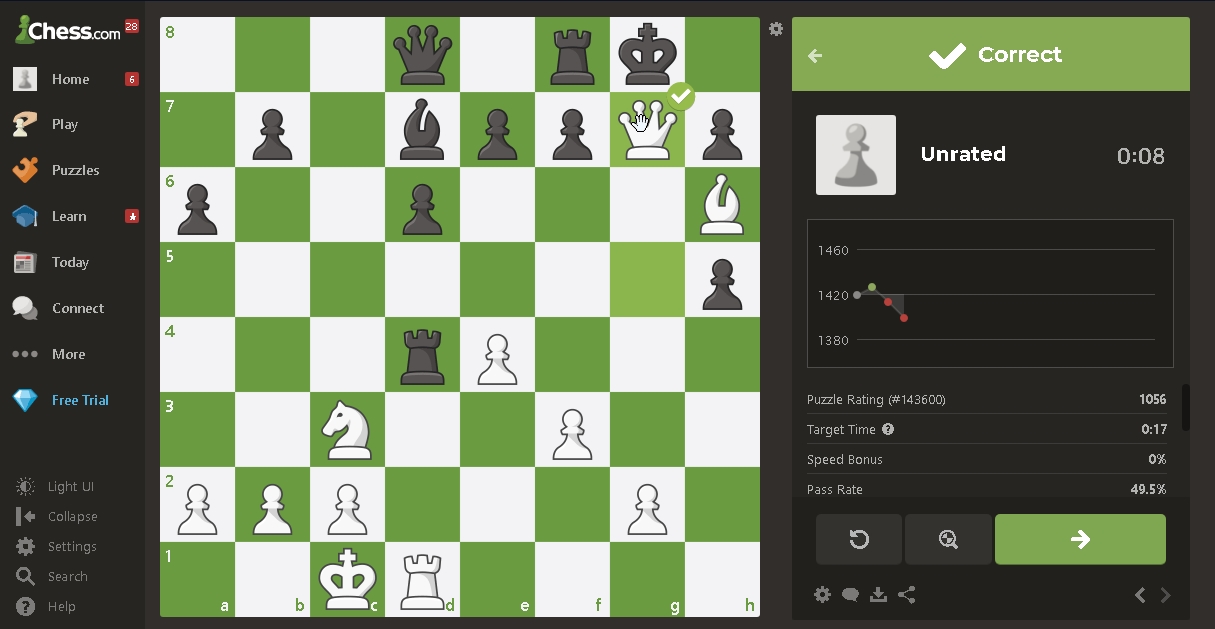 Chess.com 28
Home 6
Play
Puzzles
Learn
Today
Connect
More
Free Trial
Light UI
Collapse
Settings
Search
Help
8
7
6
5
4
3
2
1
a b c d e f g h
Correct
Unrated 0:08
1460
1420
1380
Puzzle Rating (#143600) 1056
Target Time 0:17
Speed Bonus 0%
Pass Rate 49.5%